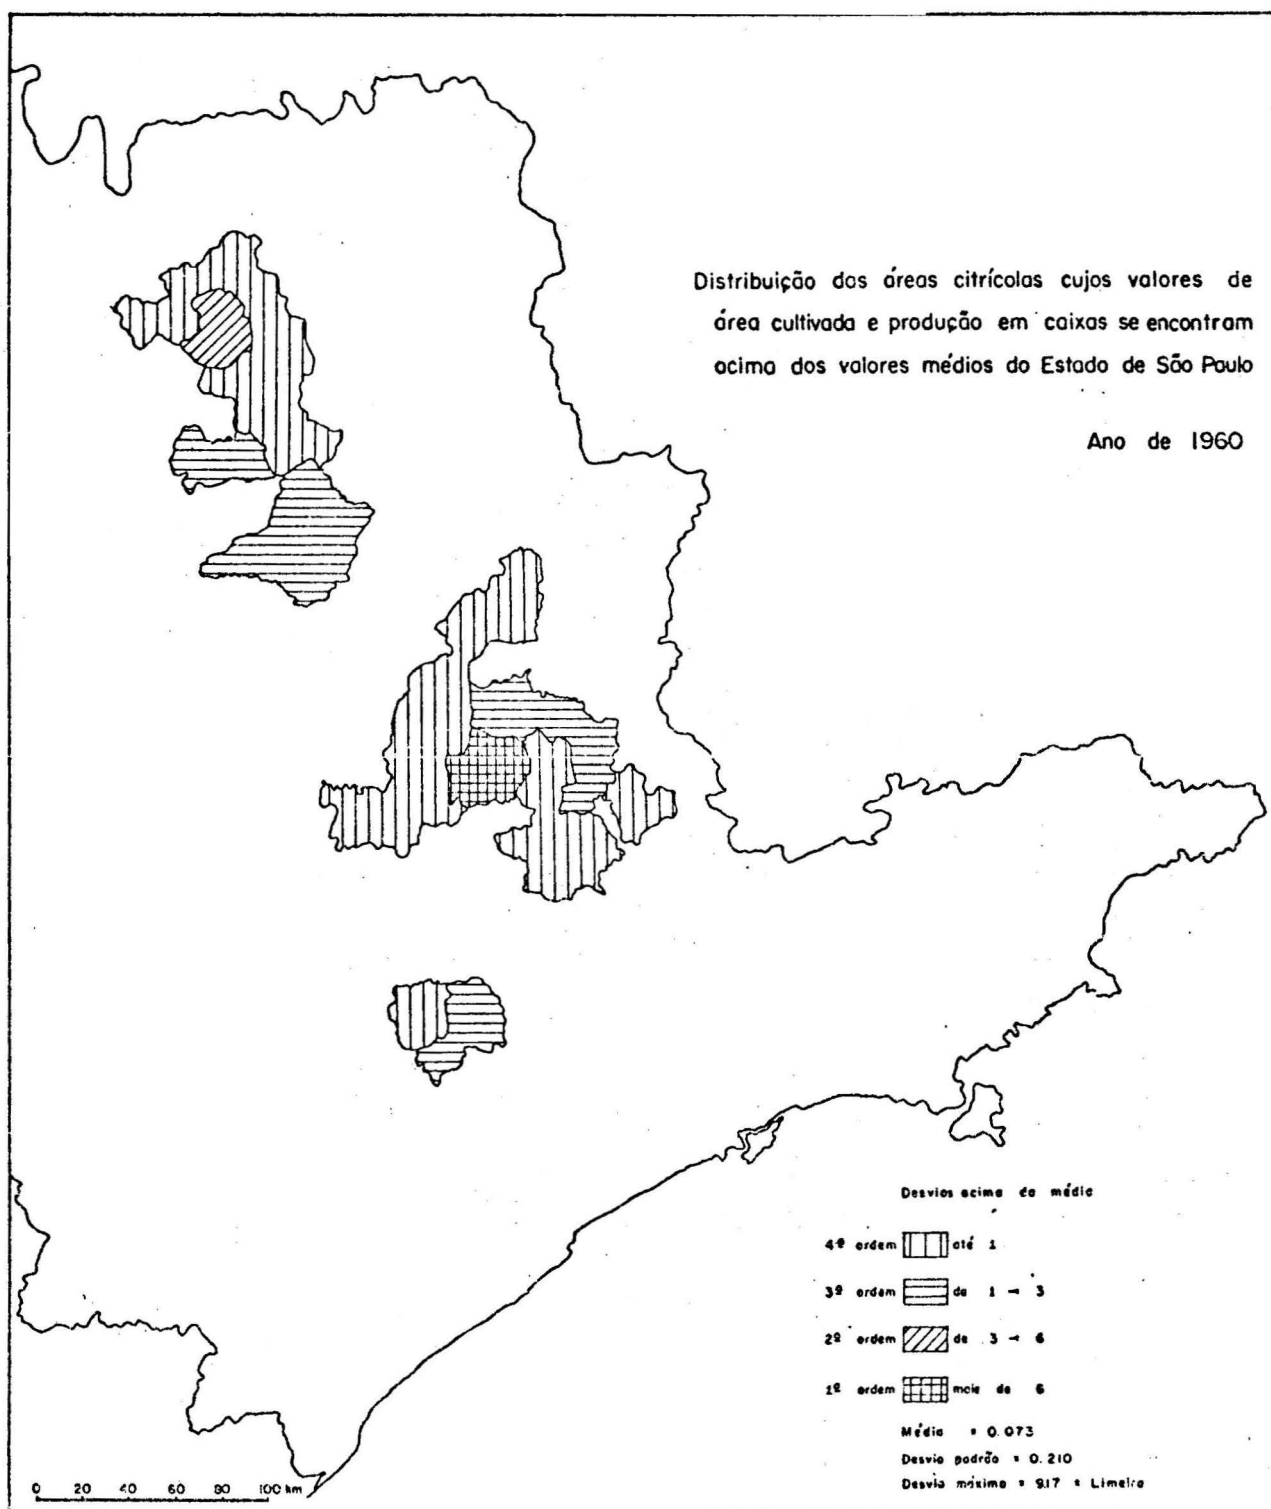 Distribuição das áreas citrícolas cujos valores de
área cultivada e produção em caixas se encontram
acima dos valores médios do Estado de São Paulo
Ano de 1960
Desvios acima da média
4ª ordem até 1
3ª ordem de 1 → 3
2ª ordem de 3 → 6
1ª ordem mais de 6
Média = 0.073
Desvio padrão = 0.210
Desvio máximo = 9.17 = Limeira
0 20 40 60 80 100 km